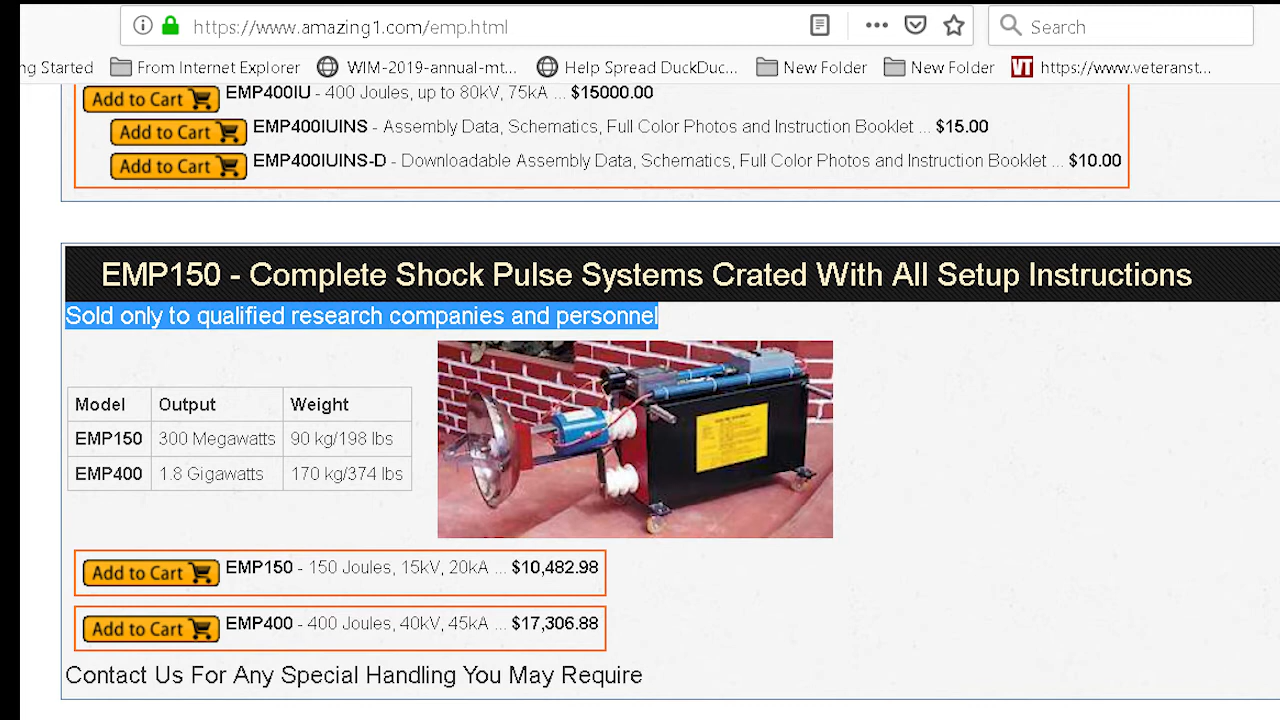 https://www.amazing1.com/emp.html
Search
ng Started
From Internet Explorer
WIM-2019-annual-mt...
Help Spread DuckDuc...
New Folder
New Folder
VT
https://www.veteranst...
Add to Cart EMP400IU - 400 Joules, up to 80kV, 75kA ... $15000.00
Add to Cart EMP400IUINS - Assembly Data, Schematics, Full Color Photos and Instruction Booklet ... $15.00
Add to Cart EMP400IUINS-D - Downloadable Assembly Data, Schematics, Full Color Photos and Instruction Booklet ... $10.00
EMP150 - Complete Shock Pulse Systems Crated With All Setup Instructions
Sold only to qualified research companies and personnel
Model Output Weight
EMP150 300 Megawatts 90 kg/198 lbs
EMP400 1.8 Gigawatts 170 kg/374 lbs
Add to Cart EMP150 - 150 Joules, 15kV, 20kA ... $10,482.98
Add to Cart EMP400 - 400 Joules, 40kV, 45kA ... $17,306.88
Contact Us For Any Special Handling You May Require